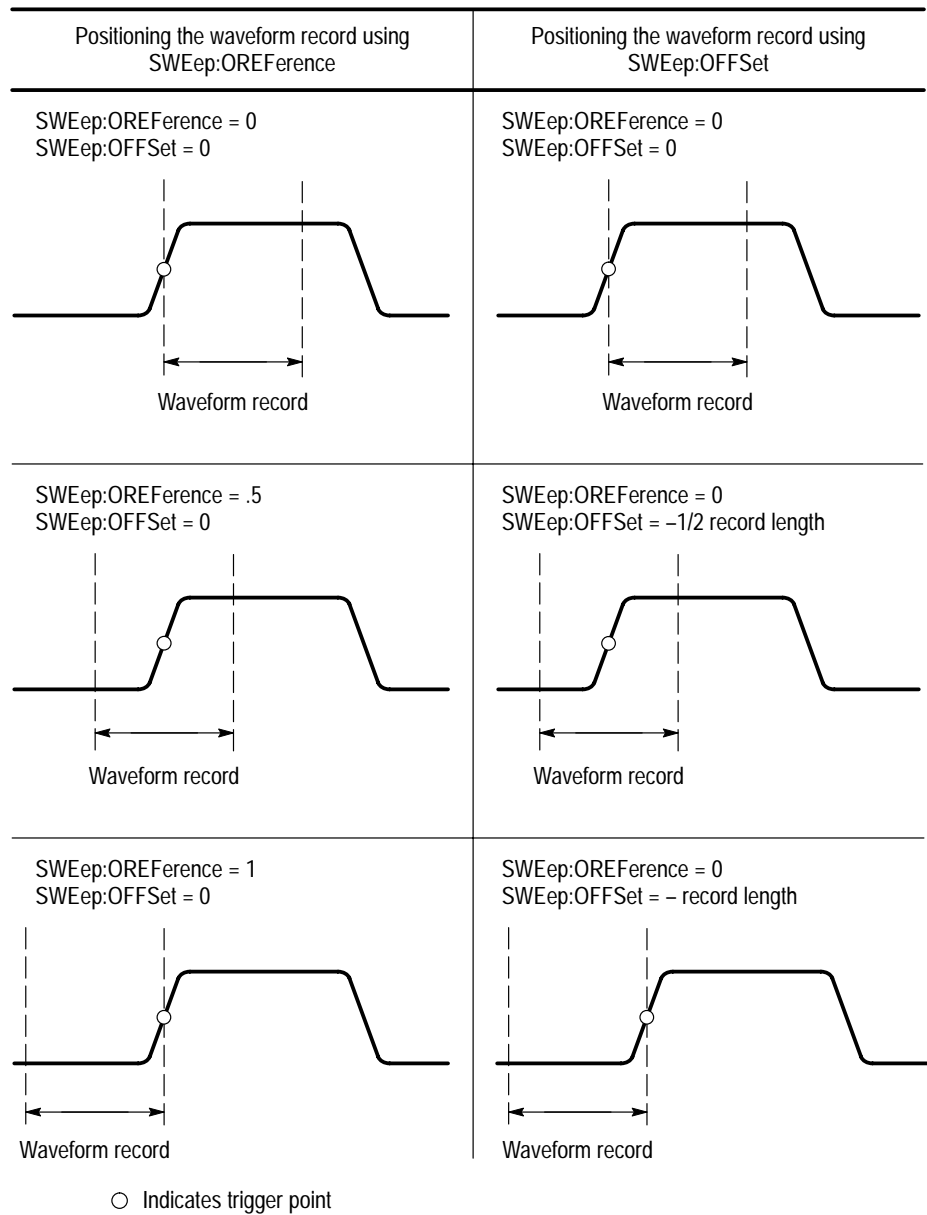 Positioning the waveform record using
SWEep:OREFerence
Positioning the waveform record using
SWEep:OFFSet
SWEep:OREFerence = 0
SWEep:OFFSet = 0
Waveform record
SWEep:OREFerence = 0
SWEep:OFFSet = 0
Waveform record
SWEep:OREFerence = .5
SWEep:OFFSet = 0
Waveform record
SWEep:OREFerence = 0
SWEep:OFFSet = –1/2 record length
Waveform record
SWEep:OREFerence = 1
SWEep:OFFSet = 0
Waveform record
SWEep:OREFerence = 0
SWEep:OFFSet = – record length
Waveform record
Indicates trigger point